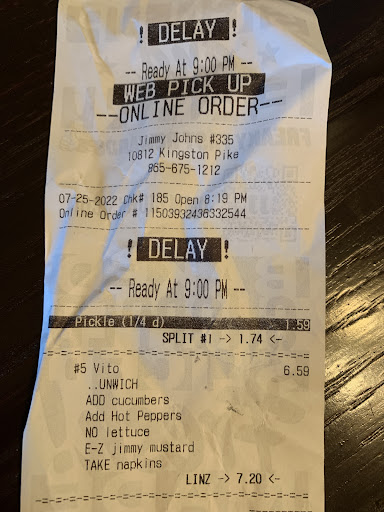 ! DELAY !
-- Ready At 9:00 PM --
WEB PICK UP
--ONLINE ORDER--
Jimmy Johns #335
10812 Kingston Pike
865-675-1212
07-25-2022 Chk# 185 Open 8:19 PM
Online Order # 11503932436332544
! DELAY !
-- Ready At 9:00 PM --
Pickle (1/4 d) 1.59
SPLIT #1 -> 1.74 <-
#5 Vito 6.59
..UNWICH
ADD cucumbers
Add Hot Peppers
NO lettuce
E-Z jimmy mustard
TAKE napkins
LINZ -> 7.20 <-